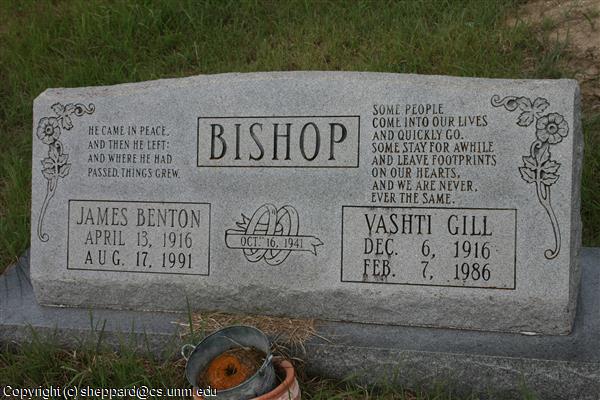 BISHOP
HE CAME IN PEACE,
AND THEN HE LEFT:
AND WHERE HE HAD
PASSED, THINGS GREW.
SOME PEOPLE
COME INTO OUR LIVES
AND QUICKLY GO.
SOME STAY FOR AWHILE
AND LEAVE FOOTPRINTS
ON OUR HEARTS,
AND WE ARE NEVER,
EVER THE SAME.
JAMES BENTON
APRIL 13, 1916
AUG. 17, 1991
OCT. 16, 1941
VASHTI GILL
DEC. 6, 1916
FEB. 7, 1986
Copyright (c) sheppard@cs.unm.edu